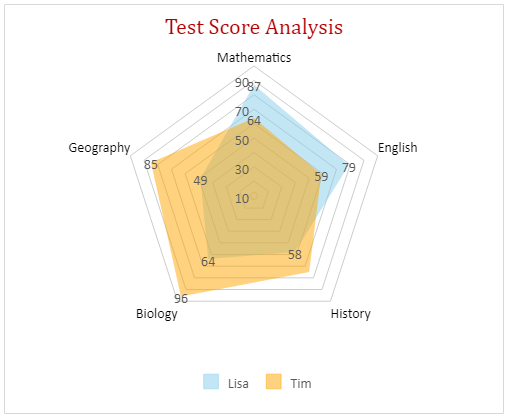 Test Score Analysis
Mathematics
90
87
70
64
50
English
Geography
85
79
30
59
49
10
58
64
96
Biology
History
Lisa
Tim